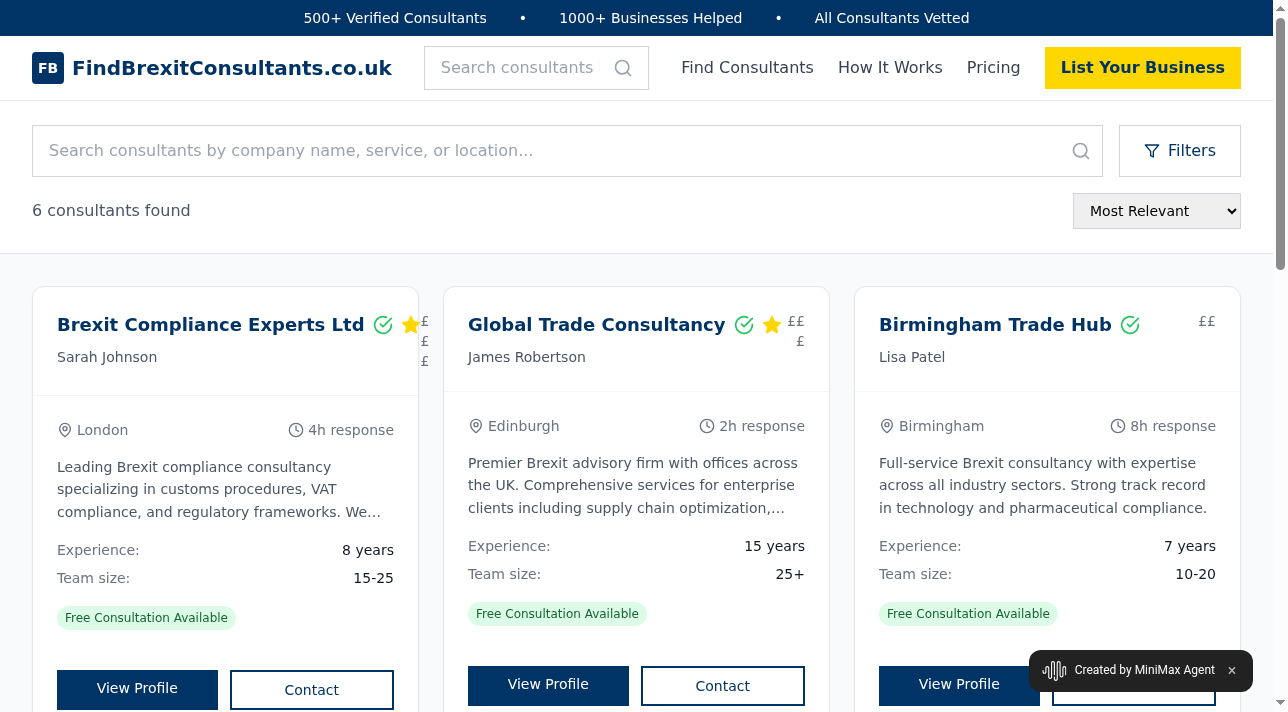 500+ Verified Consultants • 1000+ Businesses Helped • All Consultants Vetted
FB FindBrexitConsultants.co.uk Search consultants Find Consultants How It Works Pricing List Your Business
Search consultants by company name, service, or location...
Filters
6 consultants found
Most Relevant
Brexit Compliance Experts Ltd
£
£
£
Sarah Johnson
London 4h response
Leading Brexit compliance consultancy
specializing in customs procedures, VAT
compliance, and regulatory frameworks. We...
Experience: 8 years
Team size: 15-25
Free Consultation Available
View Profile Contact
Global Trade Consultancy
££
£
James Robertson
Edinburgh 2h response
Premier Brexit advisory firm with offices across
the UK. Comprehensive services for enterprise
clients including supply chain optimization,...
Experience: 15 years
Team size: 25+
Free Consultation Available
View Profile Contact
Birmingham Trade Hub
££
Lisa Patel
Birmingham 8h response
Full-service Brexit consultancy with expertise
across all industry sectors. Strong track record
in technology and pharmaceutical compliance.
Experience: 7 years
Team size: 10-20
Free Consultation Available
View Profile
Created by MiniMax Agent ×